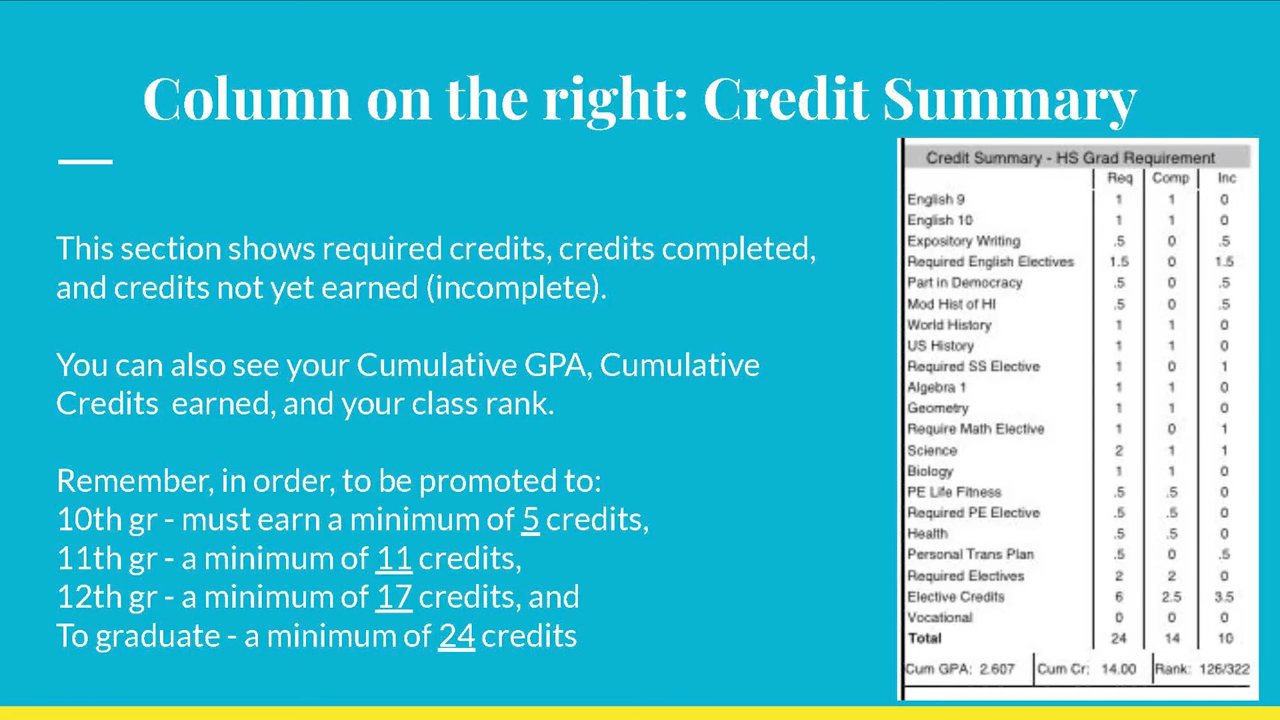 Column on the right: Credit Summary
This section shows required credits, credits completed,
and credits not yet earned (incomplete).
You can also see your Cumulative GPA, Cumulative
Credits earned, and your class rank.
Remember, in order, to be promoted to:
10th gr - must earn a minimum of 5 credits,
11th gr - a minimum of 11 credits,
12th gr - a minimum of 17 credits, and
To graduate - a minimum of 24 credits
Credit Summary - HS Grad Requirement
Req Comp Inc
English 9 1 1 0
English 10 1 1 0
Expository Writing .5 0 .5
Required English Electives 1.5 0 1.5
Part in Democracy .5 0 .5
Mod Hist of HI .5 0 .5
World History 1 1 0
US History 1 1 0
Required SS Elective 1 0 1
Algebra 1 1 1 0
Geometry 1 1 0
Require Math Elective 1 0 1
Science 2 1 1
Biology 1 1 0
PE Life Fitness .5 .5 0
Required PE Elective .5 .5 0
Health .5 .5 0
Personal Trans Plan .5 0 .5
Required Electives 2 2 0
Elective Credits 6 2.5 3.5
Vocational 0 0 0
Total 24 14 10
Cum GPA: 2.607 Cum Cr: 14.00 Rank: 126/322